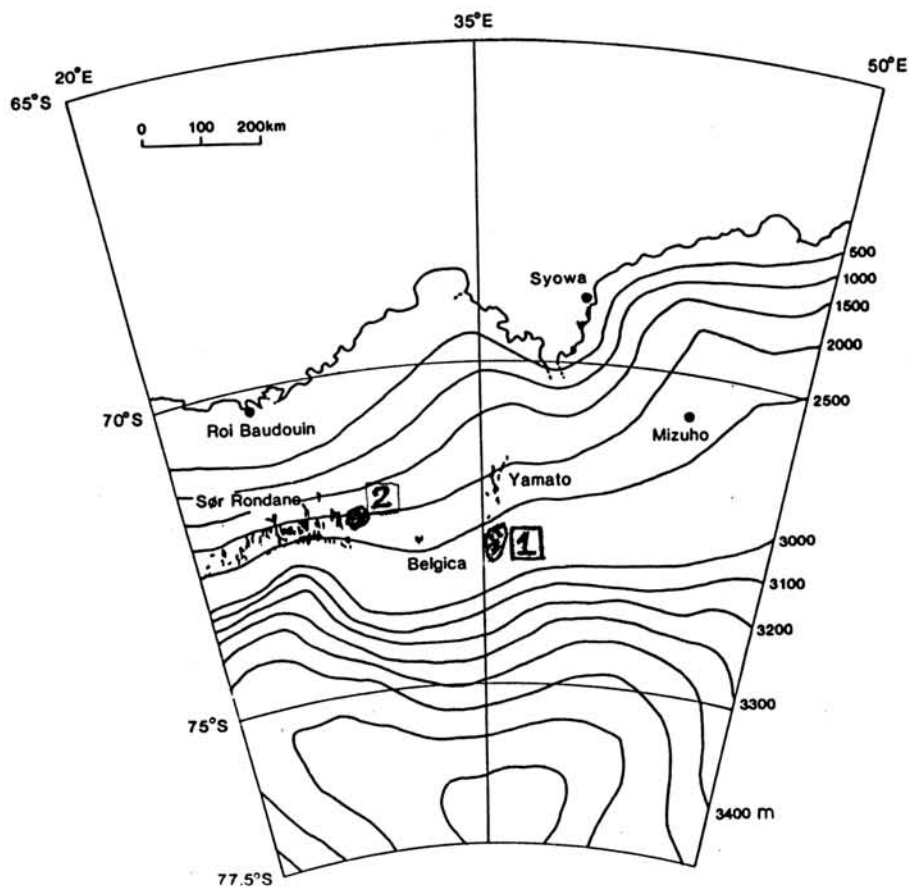 35°E
20°E
50°E
65°S
0 100 200km
500
Syowa
1000
1500
2000
2500
70°S
Roi Baudouin
Mizuho
Sør Rondane
2
Yamato
1
Belgica
3000
3100
3200
3300
75°S
3400 m
77.5°S